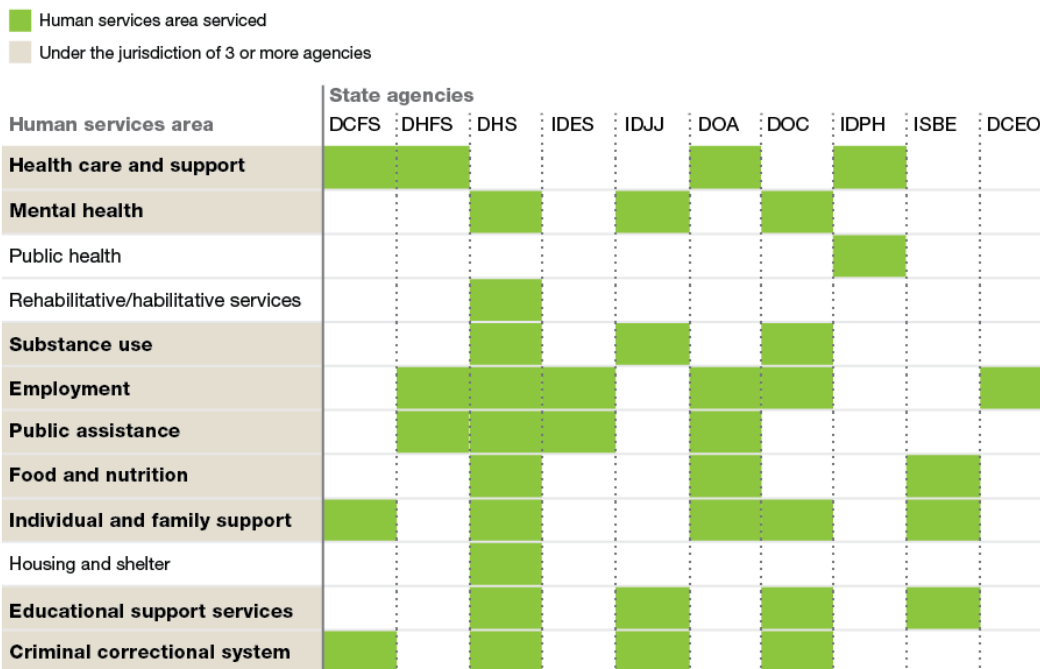 Human services area serviced
Under the jurisdiction of 3 or more agencies
State agencies
Human services area DCFS DHFS DHS IDES IDJJ DOA DOC IDPH ISBE DCEO
Health care and support
Mental health
Public health
Rehabilitative/habilitative services
Substance use
Employment
Public assistance
Food and nutrition
Individual and family support
Housing and shelter
Educational support services
Criminal correctional system